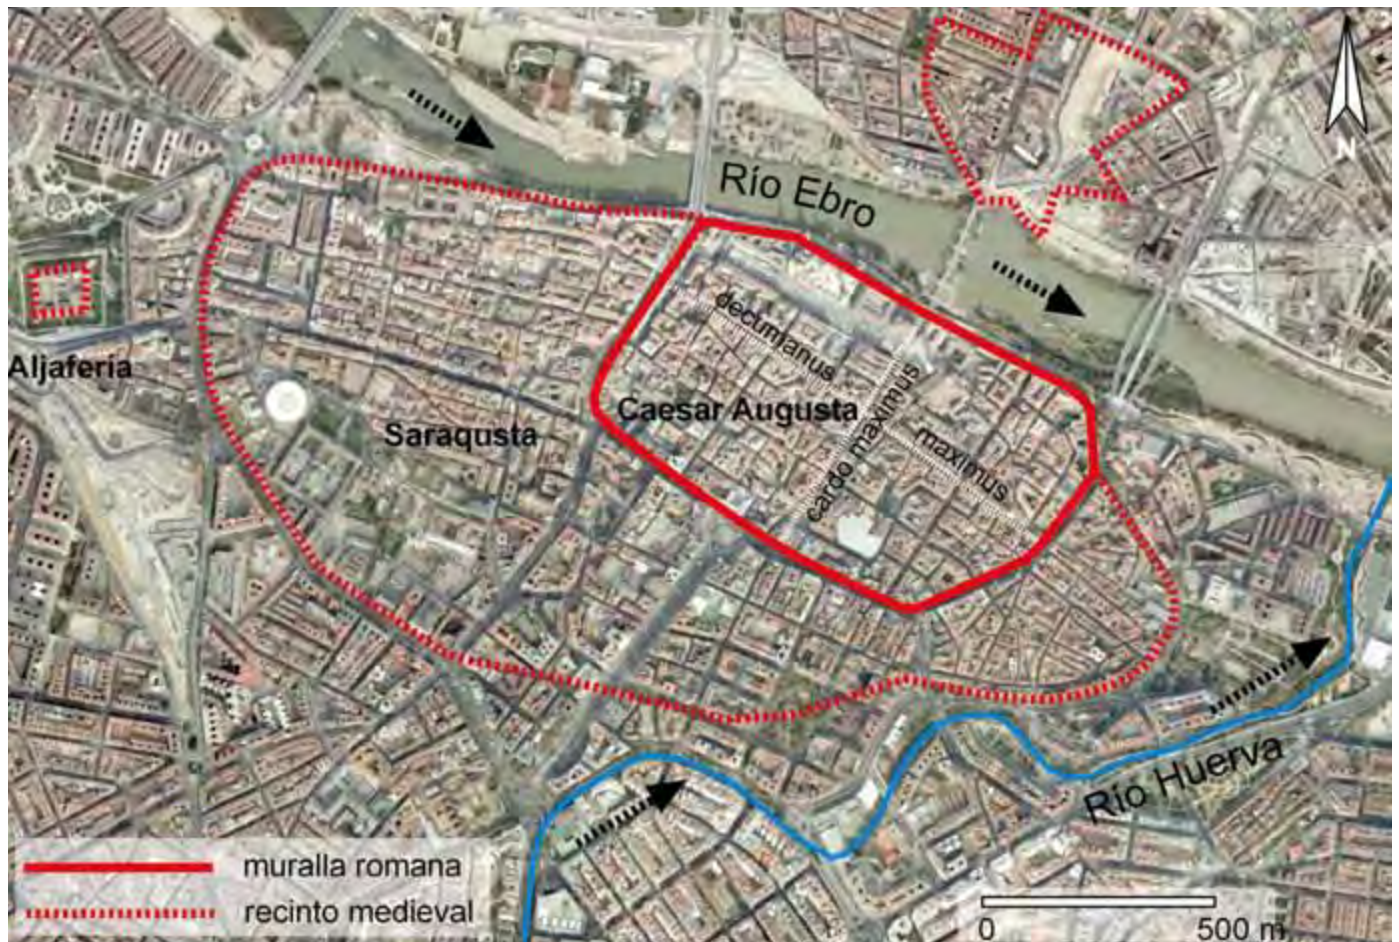 N
Río Ebro
decumanus
maximus
cardo maximus
Aljafería
Caesar Augusta
Saraqusta
Río Huerva
muralla romana
recinto medieval
0
500 m